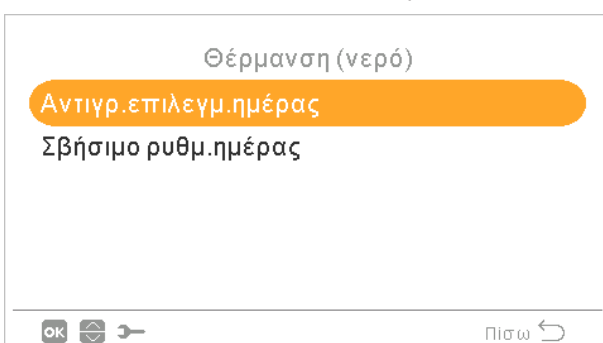 Θέρμανση (νερό)
Αντιγρ.επιλεγμ.ημέρας
Σβήσιμο ρυθμ.ημέρας
OK Πίσω